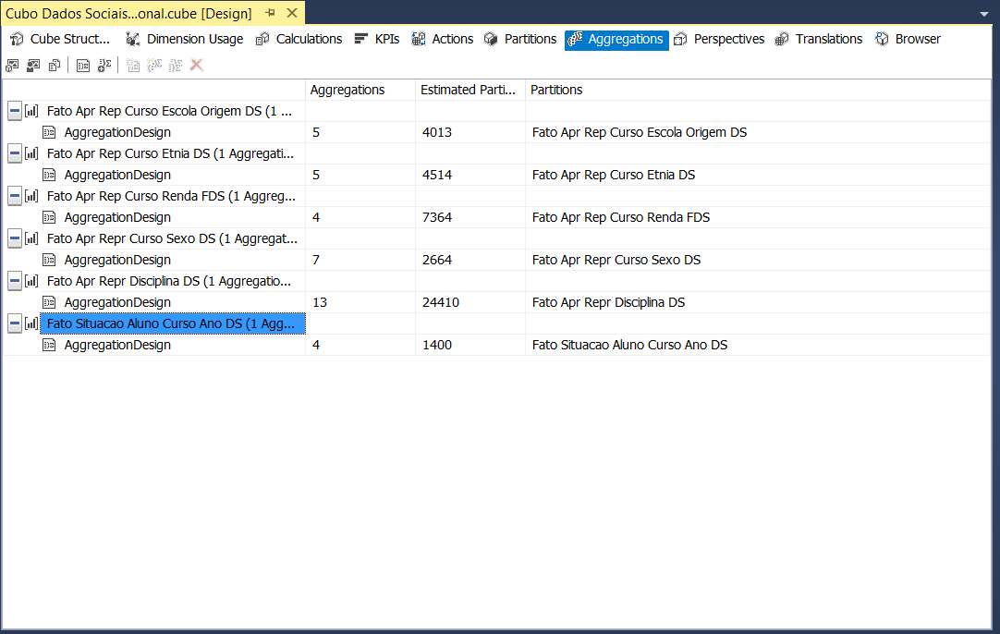 Cubo Dados Sociais...onal.cube [Design]
Cube Struct... Dimension Usage Calculations KPIs Actions Partitions Aggregations Perspectives Translations Browser
Aggregations Estimated Parti... Partitions
Fato Apr Rep Curso Escola Origem DS (1 ...
AggregationDesign 5 4013 Fato Apr Rep Curso Escola Origem DS
Fato Apr Rep Curso Etnia DS (1 Aggregati...
AggregationDesign 5 4514 Fato Apr Rep Curso Etnia DS
Fato Apr Rep Curso Renda FDS (1 Aggreg...
AggregationDesign 4 7364 Fato Apr Rep Curso Renda FDS
Fato Apr Repr Curso Sexo DS (1 Aggregat...
AggregationDesign 7 2664 Fato Apr Repr Curso Sexo DS
Fato Apr Repr Disciplina DS (1 Aggregatio...
AggregationDesign 13 24410 Fato Apr Repr Disciplina DS
Fato Situacao Aluno Curso Ano DS (1 Agg...
AggregationDesign 4 1400 Fato Situacao Aluno Curso Ano DS